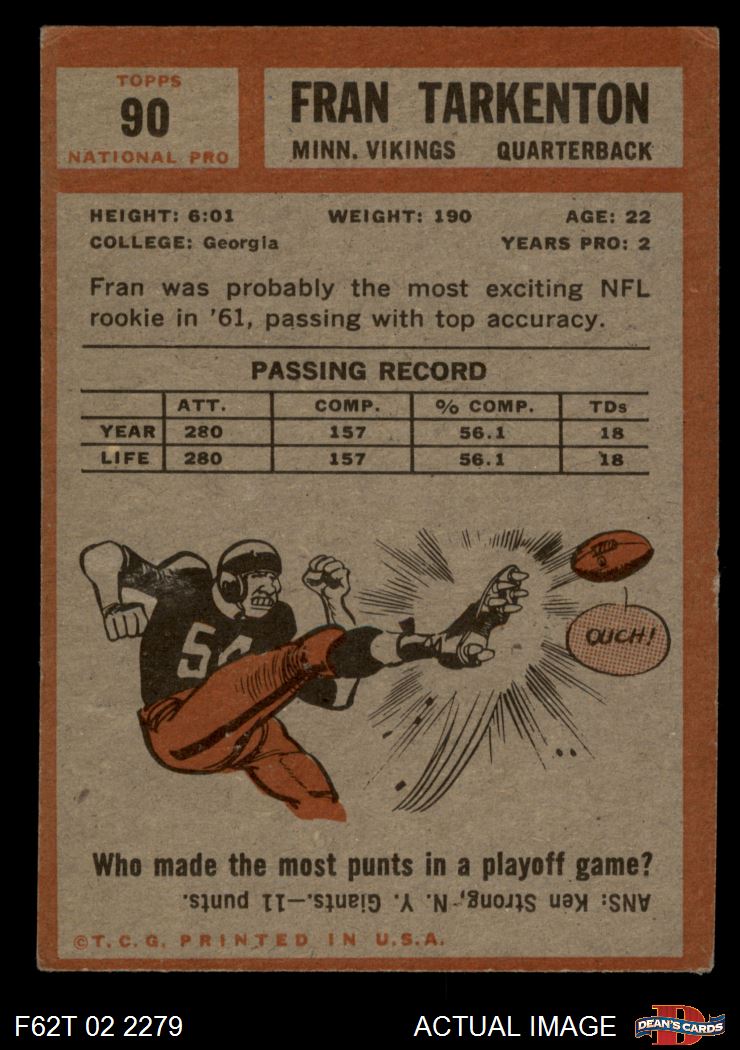 TOPPS
90
NATIONAL PRO
FRAN TARKENTON
MINN. VIKINGS QUARTERBACK
HEIGHT: 6:01 WEIGHT: 190 AGE: 22
COLLEGE: Georgia YEARS PRO: 2
Fran was probably the most exciting NFL
rookie in '61, passing with top accuracy.
PASSING RECORD
ATT. COMP. % COMP. TDs
YEAR 280 157 56.1 18
LIFE 280 157 56.1 18
OUCH!
Who made the most punts in a playoff game?
ANS: Ken Strong, N. Y. Giants.—11 punts.
©T.C.G. PRINTED IN U.S.A.
F62T 02 2279 ACTUAL IMAGE
DEAN'S CARDS